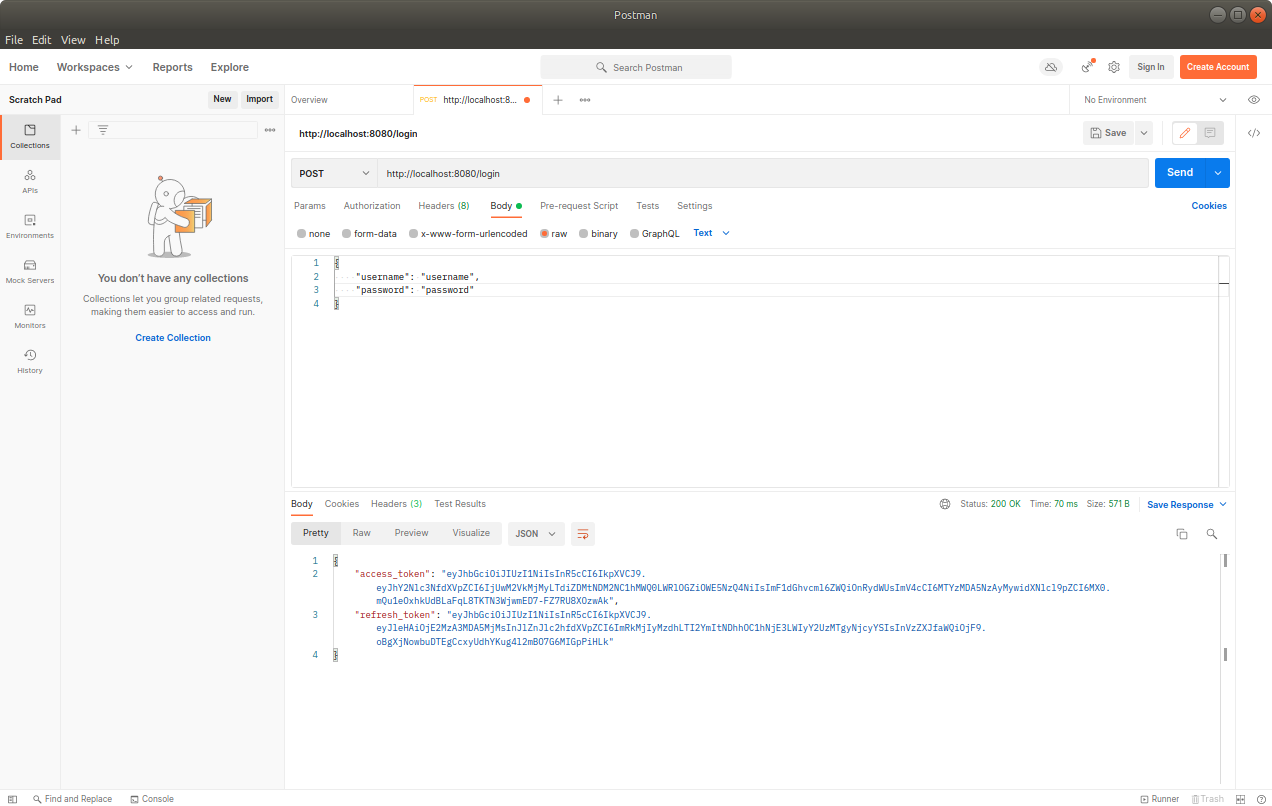 Postman
File Edit View Help
Home Workspaces Reports Explore Search Postman Sign In Create Account
Scratch Pad New Import Overview POST http://localhost:8... No Environment
Collections
APIs
Environments
Mock Servers
Monitors
History
You don't have any collections
Collections let you group related requests,
making them easier to access and run.
Create Collection
http://localhost:8080/login Save
POST http://localhost:8080/login Send
Params Authorization Headers (8) Body Pre-request Script Tests Settings Cookies
none form-data x-www-form-urlencoded raw binary GraphQL Text
1 {
2 "username": "username",
3 "password": "password"
4 }
Body Cookies Headers (3) Test Results Status: 200 OK Time: 70 ms Size: 571 B Save Response
Pretty Raw Preview Visualize JSON
1 {
2 "access_token": "eyJhbGciOiJIUzI1NiIsInR5cCI6IkpXVCJ9.
eyJhY2Nlc3NfdXVpZCI6IjUwM2VkMjMyLTdiZDMtNDM2NC1hMWQ0LWRlOGZiOWE5NzQ4NiIsImF1dGhvcml6ZWQiOnRydWUsImV4cCI6MTYzMDA5NzAyMywidXNlcl9pZCI6MX0.
mQu1eOxhkUdBLaFqL8TKTN3WjwmED7-FZ7RU8XOzwAk",
3 "refresh_token": "eyJhbGciOiJIUzI1NiIsInR5cCI6IkpXVCJ9.
eyJleHAiOjE2MzA3MDA5MjMsInJlZnJlc2hfdXVpZCI6ImRkMjIyMzdhLTI2YmItNDhhOC1hNjE3LWIyY2UzMTgyNjcyYSIsInVzZXJfaWQiOjF9.
oBgXjNowbuDTEgCcxyUdhYKug4l2mBO7G6MIGpPiHLk"
4 }
Find and Replace Console Runner Trash